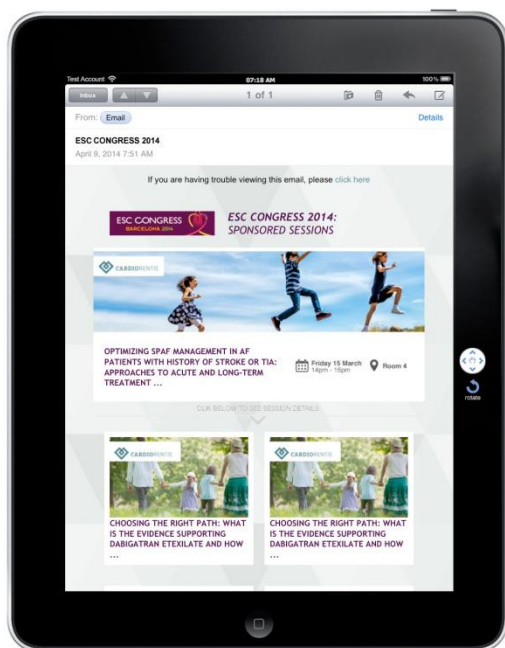 Test Account 07:18 AM 100%
Inbox 1 of 1
From: Email Details
ESC CONGRESS 2014
April 9, 2014 7:51 AM
If you are having trouble viewing this email, please click here
ESC CONGRESS
BARCELONA 2014
ESC CONGRESS 2014:
SPONSORED SESSIONS
CARDIORENTIS
OPTIMIZING SPAF MANAGEMENT IN AF
PATIENTS WITH HISTORY OF STROKE OR TIA:
APPROACHES TO ACUTE AND LONG-TERM
TREATMENT ...
Friday 15 March
14pm - 16pm
Room 4
CLIK BELOW TO SEE SESSION DETAILS
CARDIORENTIS
CHOOSING THE RIGHT PATH: WHAT
IS THE EVIDENCE SUPPORTING
DABIGATRAN ETEXILATE AND HOW
...
CARDIORENTIS
CHOOSING THE RIGHT PATH: WHAT
IS THE EVIDENCE SUPPORTING
DABIGATRAN ETEXILATE AND HOW
...
rotate